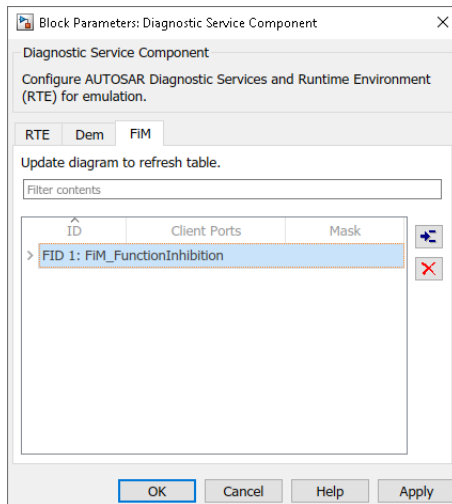 Block Parameters: Diagnostic Service Component
Diagnostic Service Component
Configure AUTOSAR Diagnostic Services and Runtime Environment
(RTE) for emulation.
RTE Dem FiM
Update diagram to refresh table.
Filter contents
ID Client Ports Mask
FID 1: FiM_FunctionInhibition
OK Cancel Help Apply